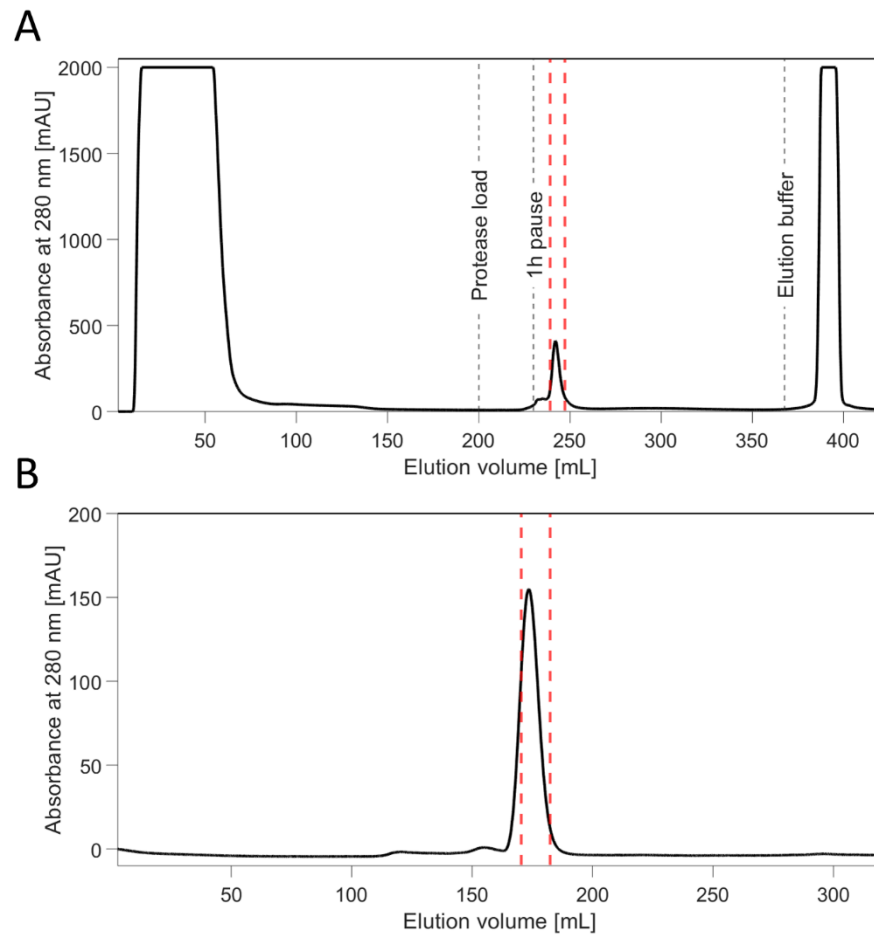 A
Absorbance at 280 nm [mAU]
2000
1500
1000
500
0
Protease load
1h pause
Elution buffer
50 100 150 200 250 300 350 400
Elution volume [mL]
B
Absorbance at 280 nm [mAU]
200
150
100
50
0
50 100 150 200 250 300
Elution volume [mL]